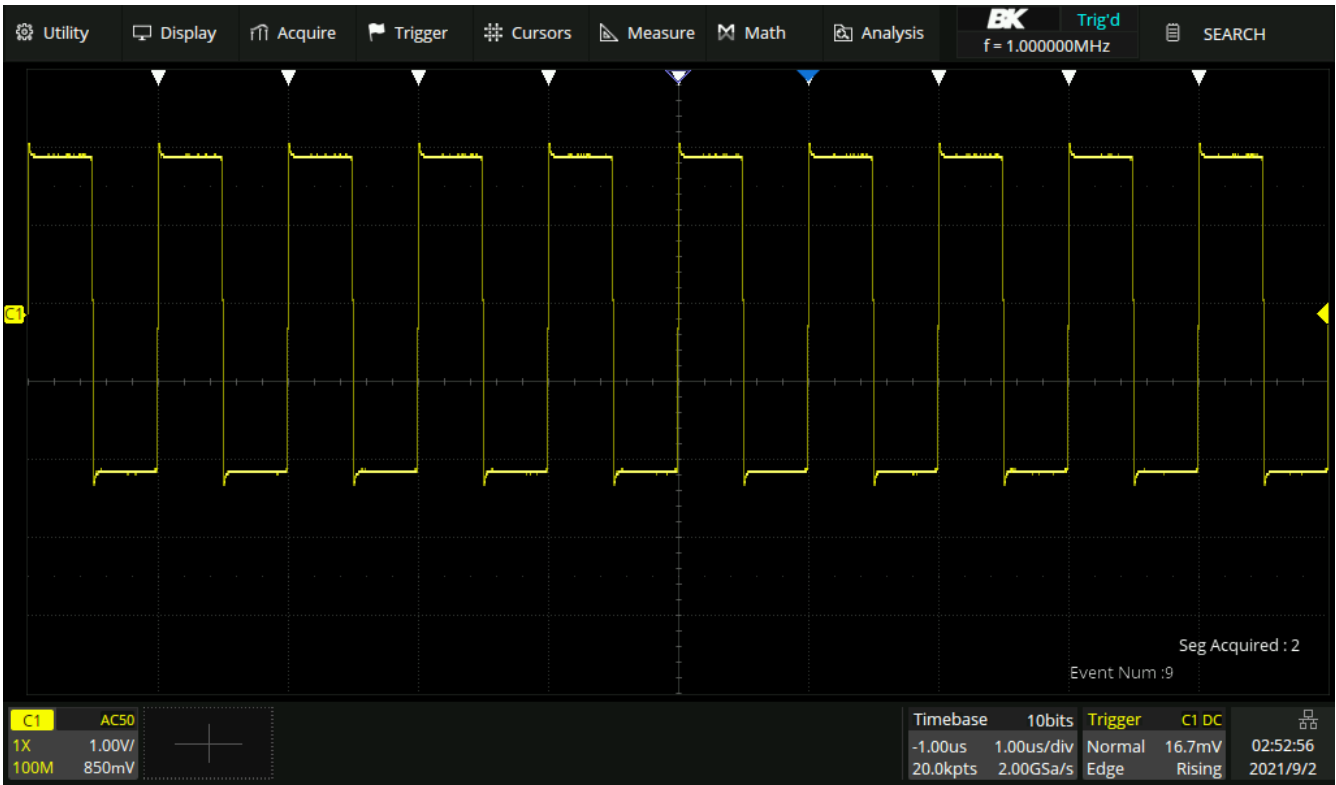 Utility Display Acquire Trigger Cursors Measure Math Analysis BK Trig'd SEARCH
f = 1.000000MHz
C1
Seg Acquired : 2
Event Num :9
C1 AC50 Timebase 10bits Trigger C1 DC
1X 1.00V/ -1.00us 1.00us/div Normal 16.7mV 02:52:56
100M 850mV 20.0kpts 2.00GSa/s Edge Rising 2021/9/2